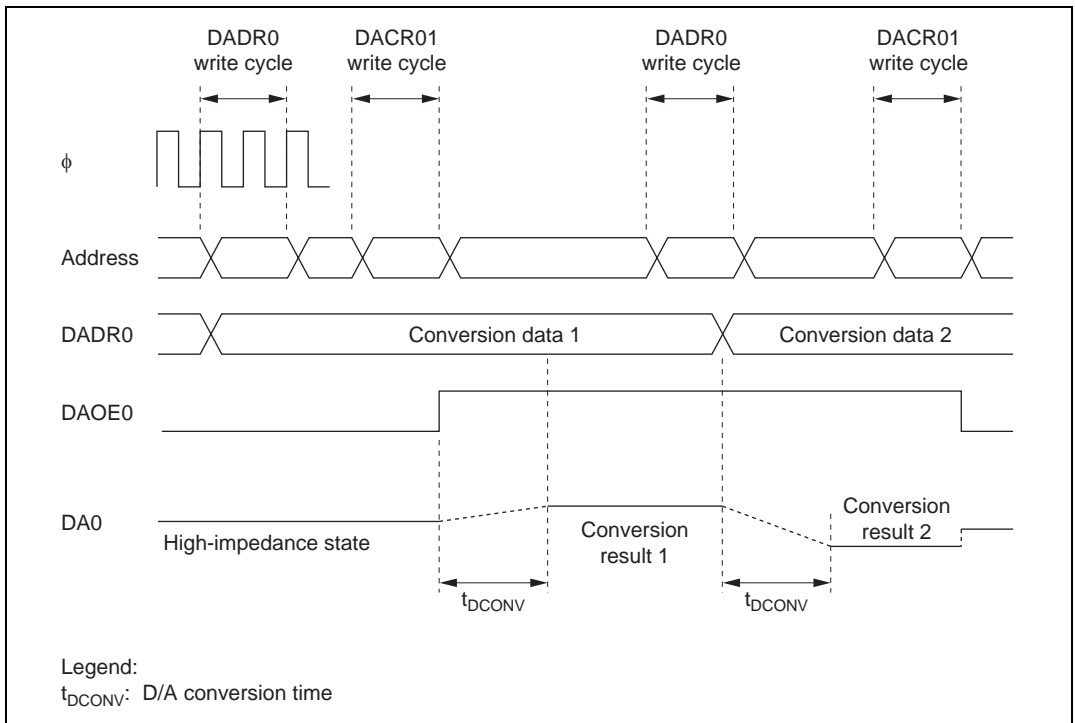 DADR0
write cycle
DACR01
write cycle
DADR0
write cycle
DACR01
write cycle
ϕ
Address
DADR0
Conversion data 1
Conversion data 2
DAOE0
DA0
High-impedance state
Conversion
result 1
Conversion
result 2
tDCONV
tDCONV
Legend:
tDCONV: D/A conversion time